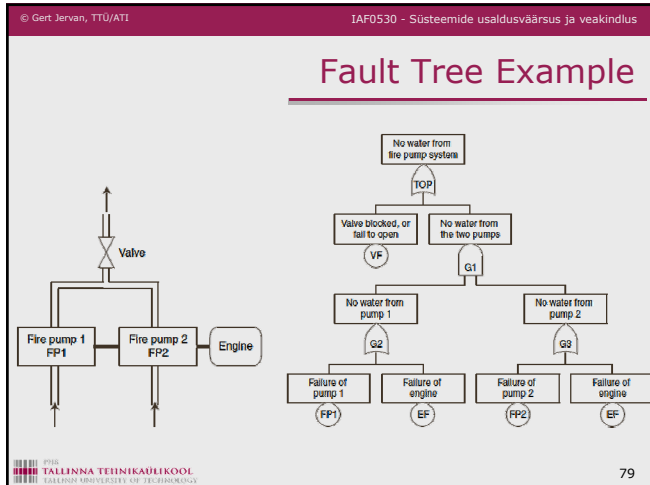 © Gert Jervan, TTÜ/ATI
IAF0530 - Süsteemide usaldusväärsus ja veakindlus
Fault Tree Example
No water from
fire pump system
TOP
Valve blocked, or
fail to open
VF
No water from
the two pumps
G1
Valve
No water from
pump 1
No water from
pump 2
Fire pump 1
FP1
Fire pump 2
FP2
Engine
G2
G3
Failure of
pump 1
FP1
Failure of
engine
EF
Failure of
pump 2
FP2
Failure of
engine
EF
1918
TALLINNA TEHNIKAÜLIKOOL
TALLINN UNIVERSITY OF TECHNOLOGY
79